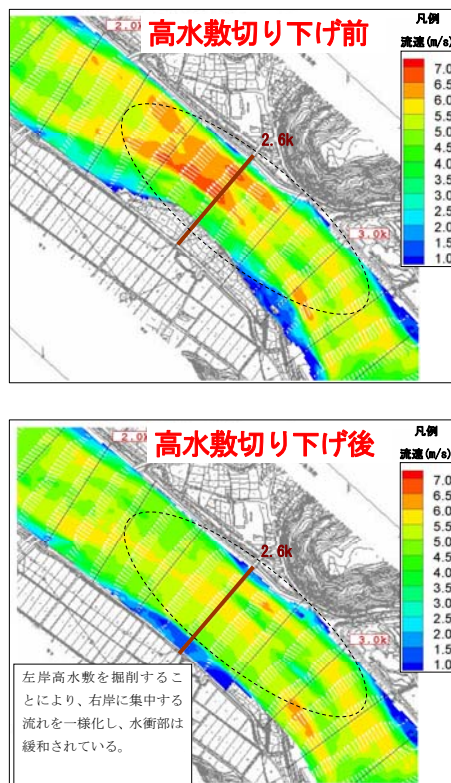 高水敷切り下げ前
凡例
流速(m/s)
2.0k
7.0
6.5
6.0
5.5
5.0
4.5
4.0
3.5
3.0
2.5
2.0
1.5
1.0
2.6k
3.0k
高水敷切り下げ後
凡例
流速(m/s)
2.0k
7.0
6.5
6.0
5.5
5.0
4.5
4.0
3.5
3.0
2.5
2.0
1.5
1.0
2.6k
3.0k
左岸高水敷を掘削するこ
とにより、右岸に集中する
流れを一様化し、水衝部は
緩和されている。